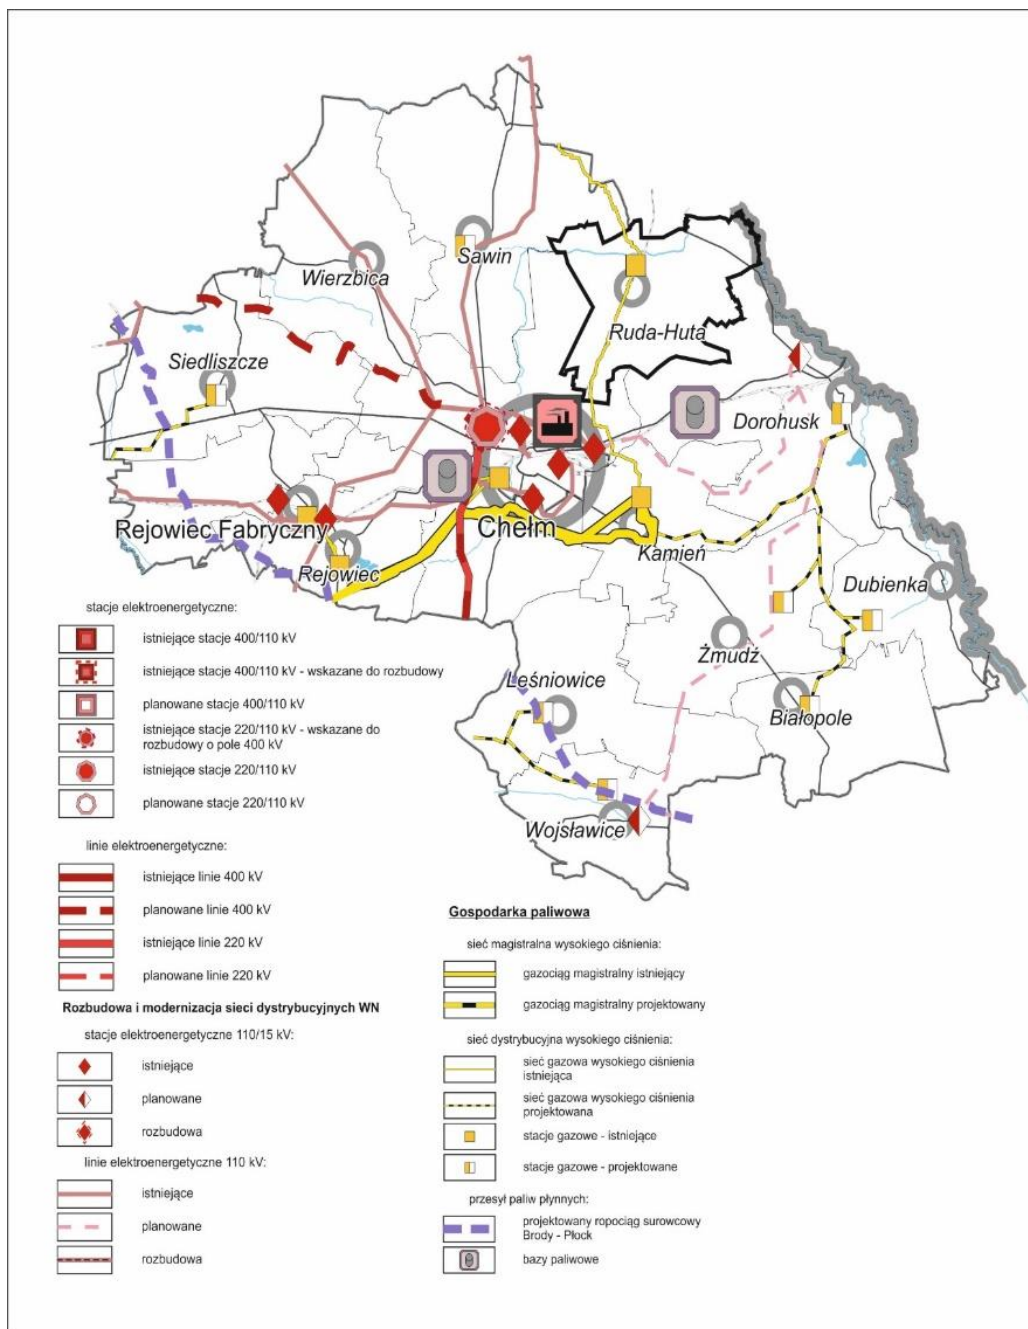 Sawin
Wierzbica
Ruda-Huta
Siedliszcze
Dorohusk
Rejowiec Fabryczny
Chełm
Kamień
Rejowiec
Dubienka
Żmudź
Leśniowice
Białopole
Wojsławice
stacje elektroenergetyczne:
istniejące stacje 400/110 kV
istniejące stacje 400/110 kV - wskazane do rozbudowy
planowane stacje 400/110 kV
istniejące stacje 220/110 kV - wskazane do
rozbudowy o pole 400 kV
istniejące stacje 220/110 kV
planowane stacje 220/110 kV
linie elektroenergetyczne:
istniejące linie 400 kV
planowane linie 400 kV
istniejące linie 220 kV
planowane linie 220 kV
Rozbudowa i modernizacja sieci dystrybucyjnych WN
stacje elektroenergetyczne 110/15 kV:
istniejące
planowane
rozbudowa
linie elektroenergetyczne 110 kV:
istniejące
planowane
rozbudowa
Gospodarka paliwowa
sieć magistralna wysokiego ciśnienia:
gazociąg magistralny istniejący
gazociąg magistralny projektowany
sieć dystrybucyjna wysokiego ciśnienia:
sieć gazowa wysokiego ciśnienia
istniejąca
sieć gazowa wysokiego ciśnienia
projektowana
stacje gazowe - istniejące
stacje gazowe - projektowane
przesył paliw płynnych:
projektowany ropociąg surowcowy
Brody - Płock
bazy paliwowe